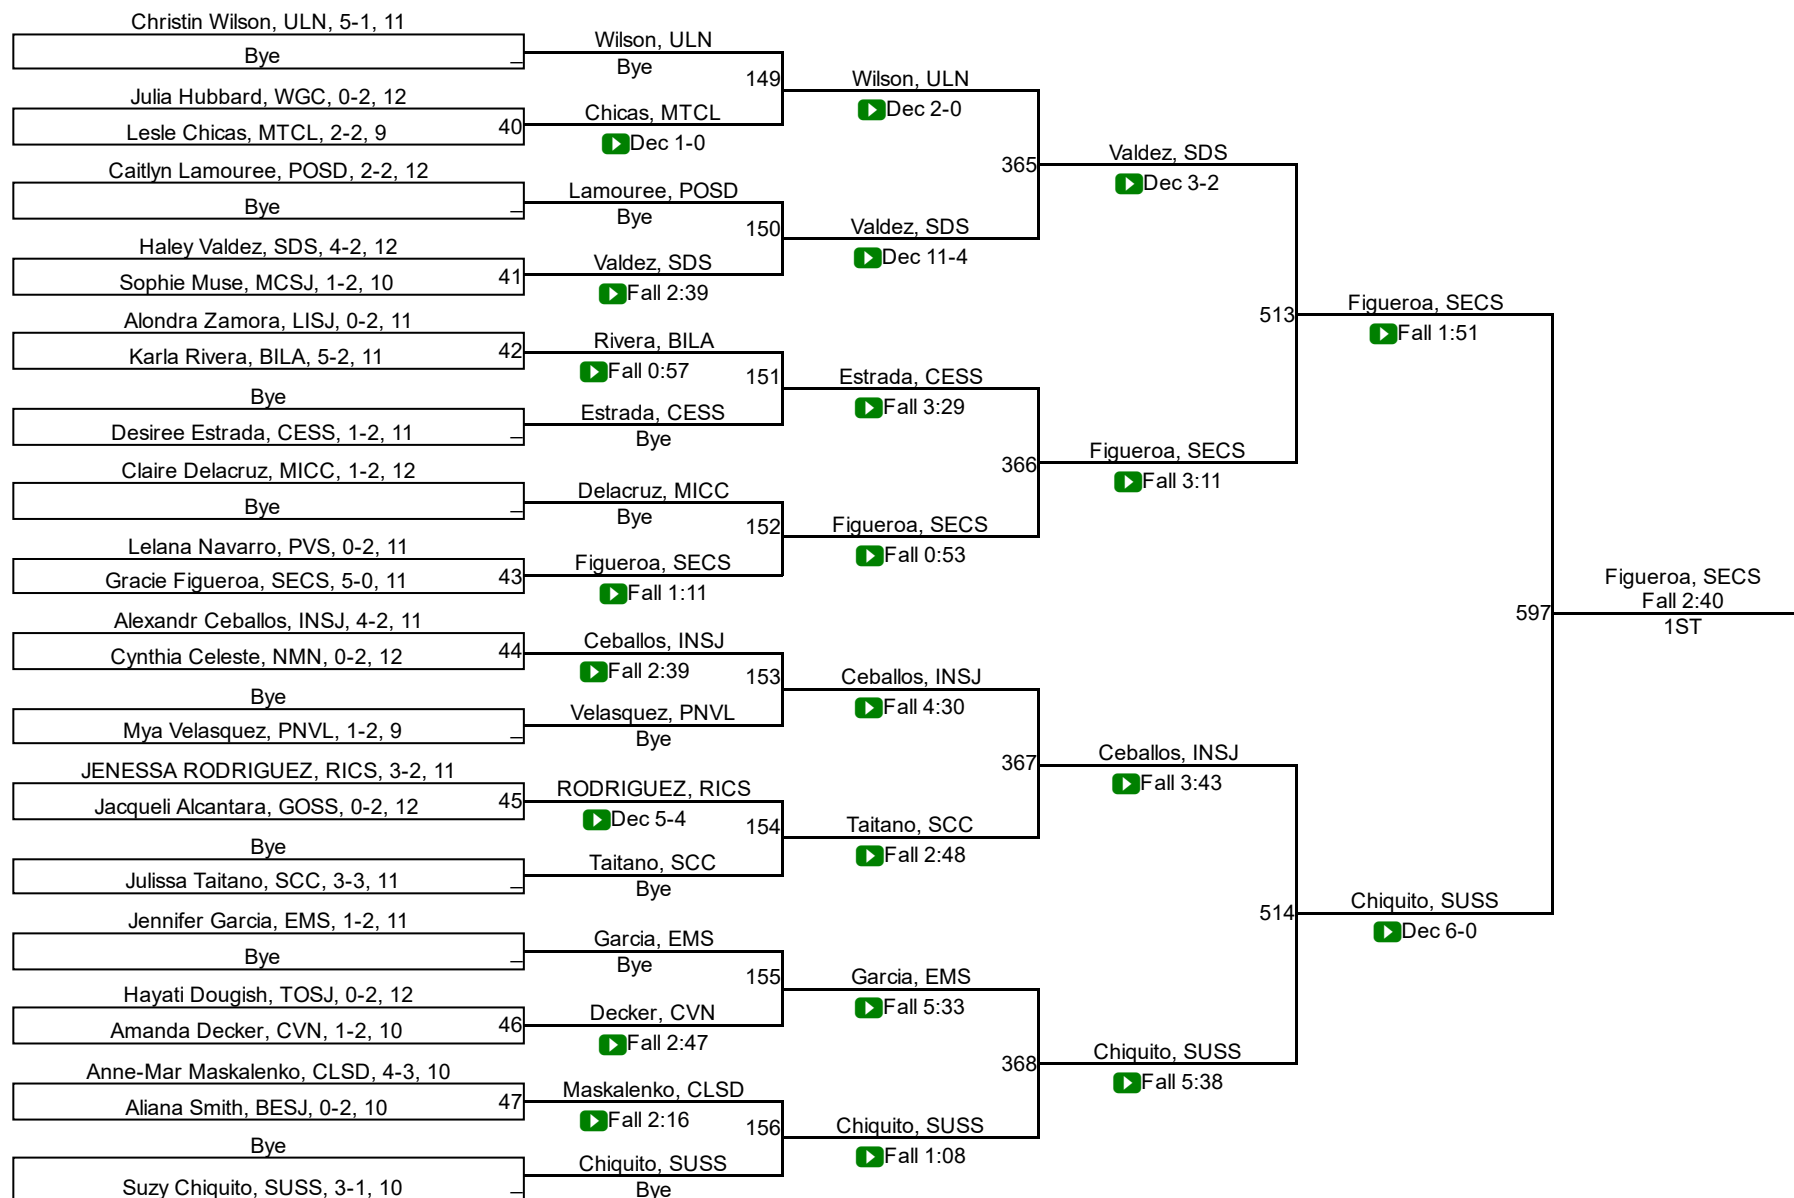 Christin Wilson, ULN, 5-1, 11
Bye
Julia Hubbard, WGC, 0-2, 12
Lesle Chicas, MTCL, 2-2, 9
40
Caitlyn Lamouree, POSD, 2-2, 12
Bye
Haley Valdez, SDS, 4-2, 12
Sophie Muse, MCSJ, 1-2, 10
41
Alondra Zamora, LISJ, 0-2, 11
Karla Rivera, BILA, 5-2, 11
42
Bye
Desiree Estrada, CESS, 1-2, 11
Claire Delacruz, MICC, 1-2, 12
Bye
Lelana Navarro, PVS, 0-2, 11
Gracie Figueroa, SECS, 5-0, 11
43
Alexandr Ceballos, INSJ, 4-2, 11
Cynthia Celeste, NMN, 0-2, 12
44
Bye
Mya Velasquez, PNVL, 1-2, 9
JENESSA RODRIGUEZ, RICS, 3-2, 11
Jacqueli Alcantara, GOSS, 0-2, 12
45
Bye
Julissa Taitano, SCC, 3-3, 11
Jennifer Garcia, EMS, 1-2, 11
Bye
Hayati Dougish, TOSJ, 0-2, 12
Amanda Decker, CVN, 1-2, 10
46
Anne-Mar Maskalenko, CLSD, 4-3, 10
Aliana Smith, BESJ, 0-2, 10
47
Bye
Suzy Chiquito, SUSS, 3-1, 10
Wilson, ULN
Bye
149
Chicas, MTCL
Dec 1-0
Lamouree, POSD
Bye
150
Valdez, SDS
Fall 2:39
Rivera, BILA
Fall 0:57
151
Estrada, CESS
Bye
Delacruz, MICC
Bye
152
Figueroa, SECS
Fall 1:11
Ceballos, INSJ
Fall 2:39
153
Velasquez, PNVL
Bye
RODRIGUEZ, RICS
Dec 5-4
154
Taitano, SCC
Bye
Garcia, EMS
Bye
155
Decker, CVN
Fall 2:47
Maskalenko, CLSD
Fall 2:16
156
Chiquito, SUSS
Bye
Wilson, ULN
Dec 2-0
365
Valdez, SDS
Dec 11-4
Estrada, CESS
Fall 3:29
366
Figueroa, SECS
Fall 0:53
Ceballos, INSJ
Fall 4:30
367
Taitano, SCC
Fall 2:48
Garcia, EMS
Fall 5:33
368
Chiquito, SUSS
Fall 1:08
Valdez, SDS
Dec 3-2
513
Figueroa, SECS
Fall 3:11
Ceballos, INSJ
Fall 3:43
514
Chiquito, SUSS
Fall 5:38
Figueroa, SECS
Fall 1:51
597
Chiquito, SUSS
Dec 6-0
Figueroa, SECS
Fall 2:40
1ST